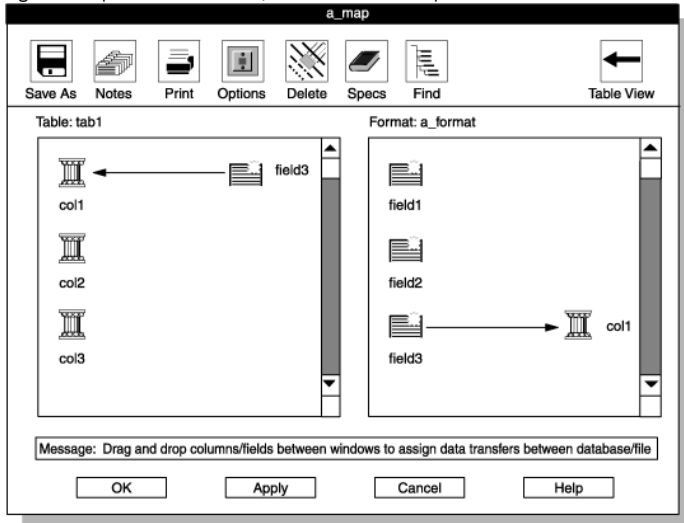 a_map
Save As Notes Print Options Delete Specs Find Table View
Table: tab1 Format: a_format
field3
col1 field1
col2 field2
col1
col3 field3
Message: Drag and drop columns/fields between windows to assign data transfers between database/file
OK Apply Cancel Help